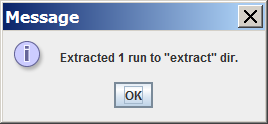 Message
Extracted 1 run to "extract" dir.
OK